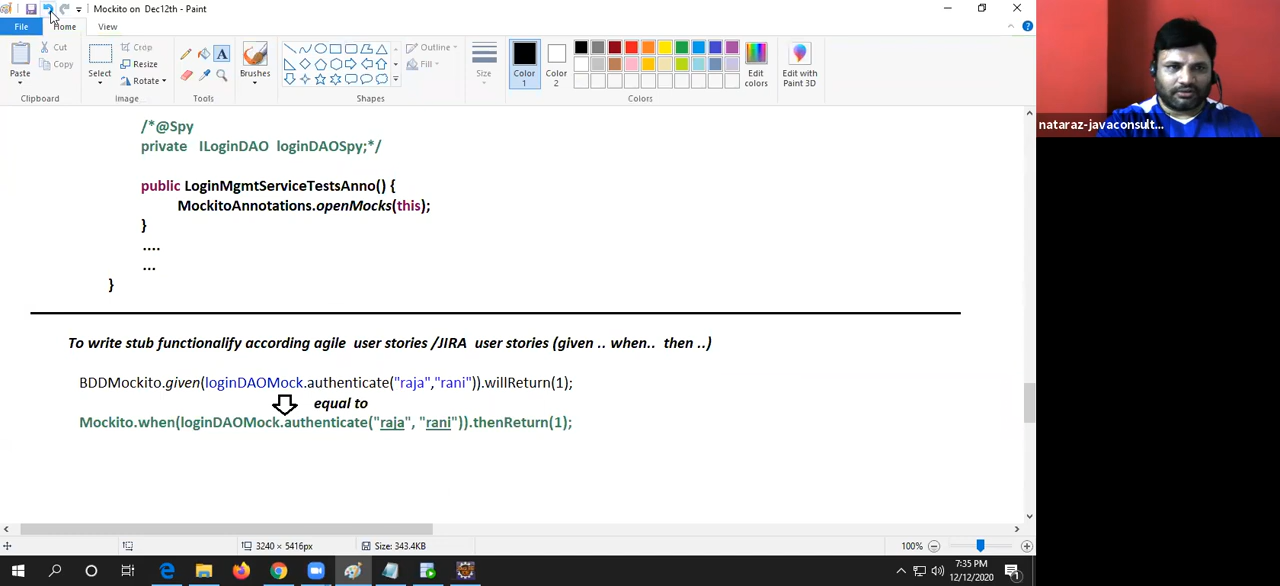 Mockito on Dec12th - Paint
File Home View
Paste Cut Copy
Clipboard
Select Crop Resize Rotate
Image
Tools
Brushes
Outline Fill
Shapes
Size
Color 1 Color 2
Edit colors
Colors
Edit with Paint 3D
nataraz-javaconsult...
/*@Spy
private ILoginDAO loginDAOSpy;*/
public LoginMgmtServiceTestsAnno() {
MockitoAnnotations.openMocks(this);
}
....
...
}
To write stub functionalify according agile user stories /JIRA user stories (given .. when.. then ..)
BDDMockito.given(loginDAOMock.authenticate("raja","rani")).willReturn(1);
equal to
Mockito.when(loginDAOMock.authenticate("raja", "rani")).thenReturn(1);
3240 × 5416px Size: 343.4KB 100%
7:35 PM
12/12/2020